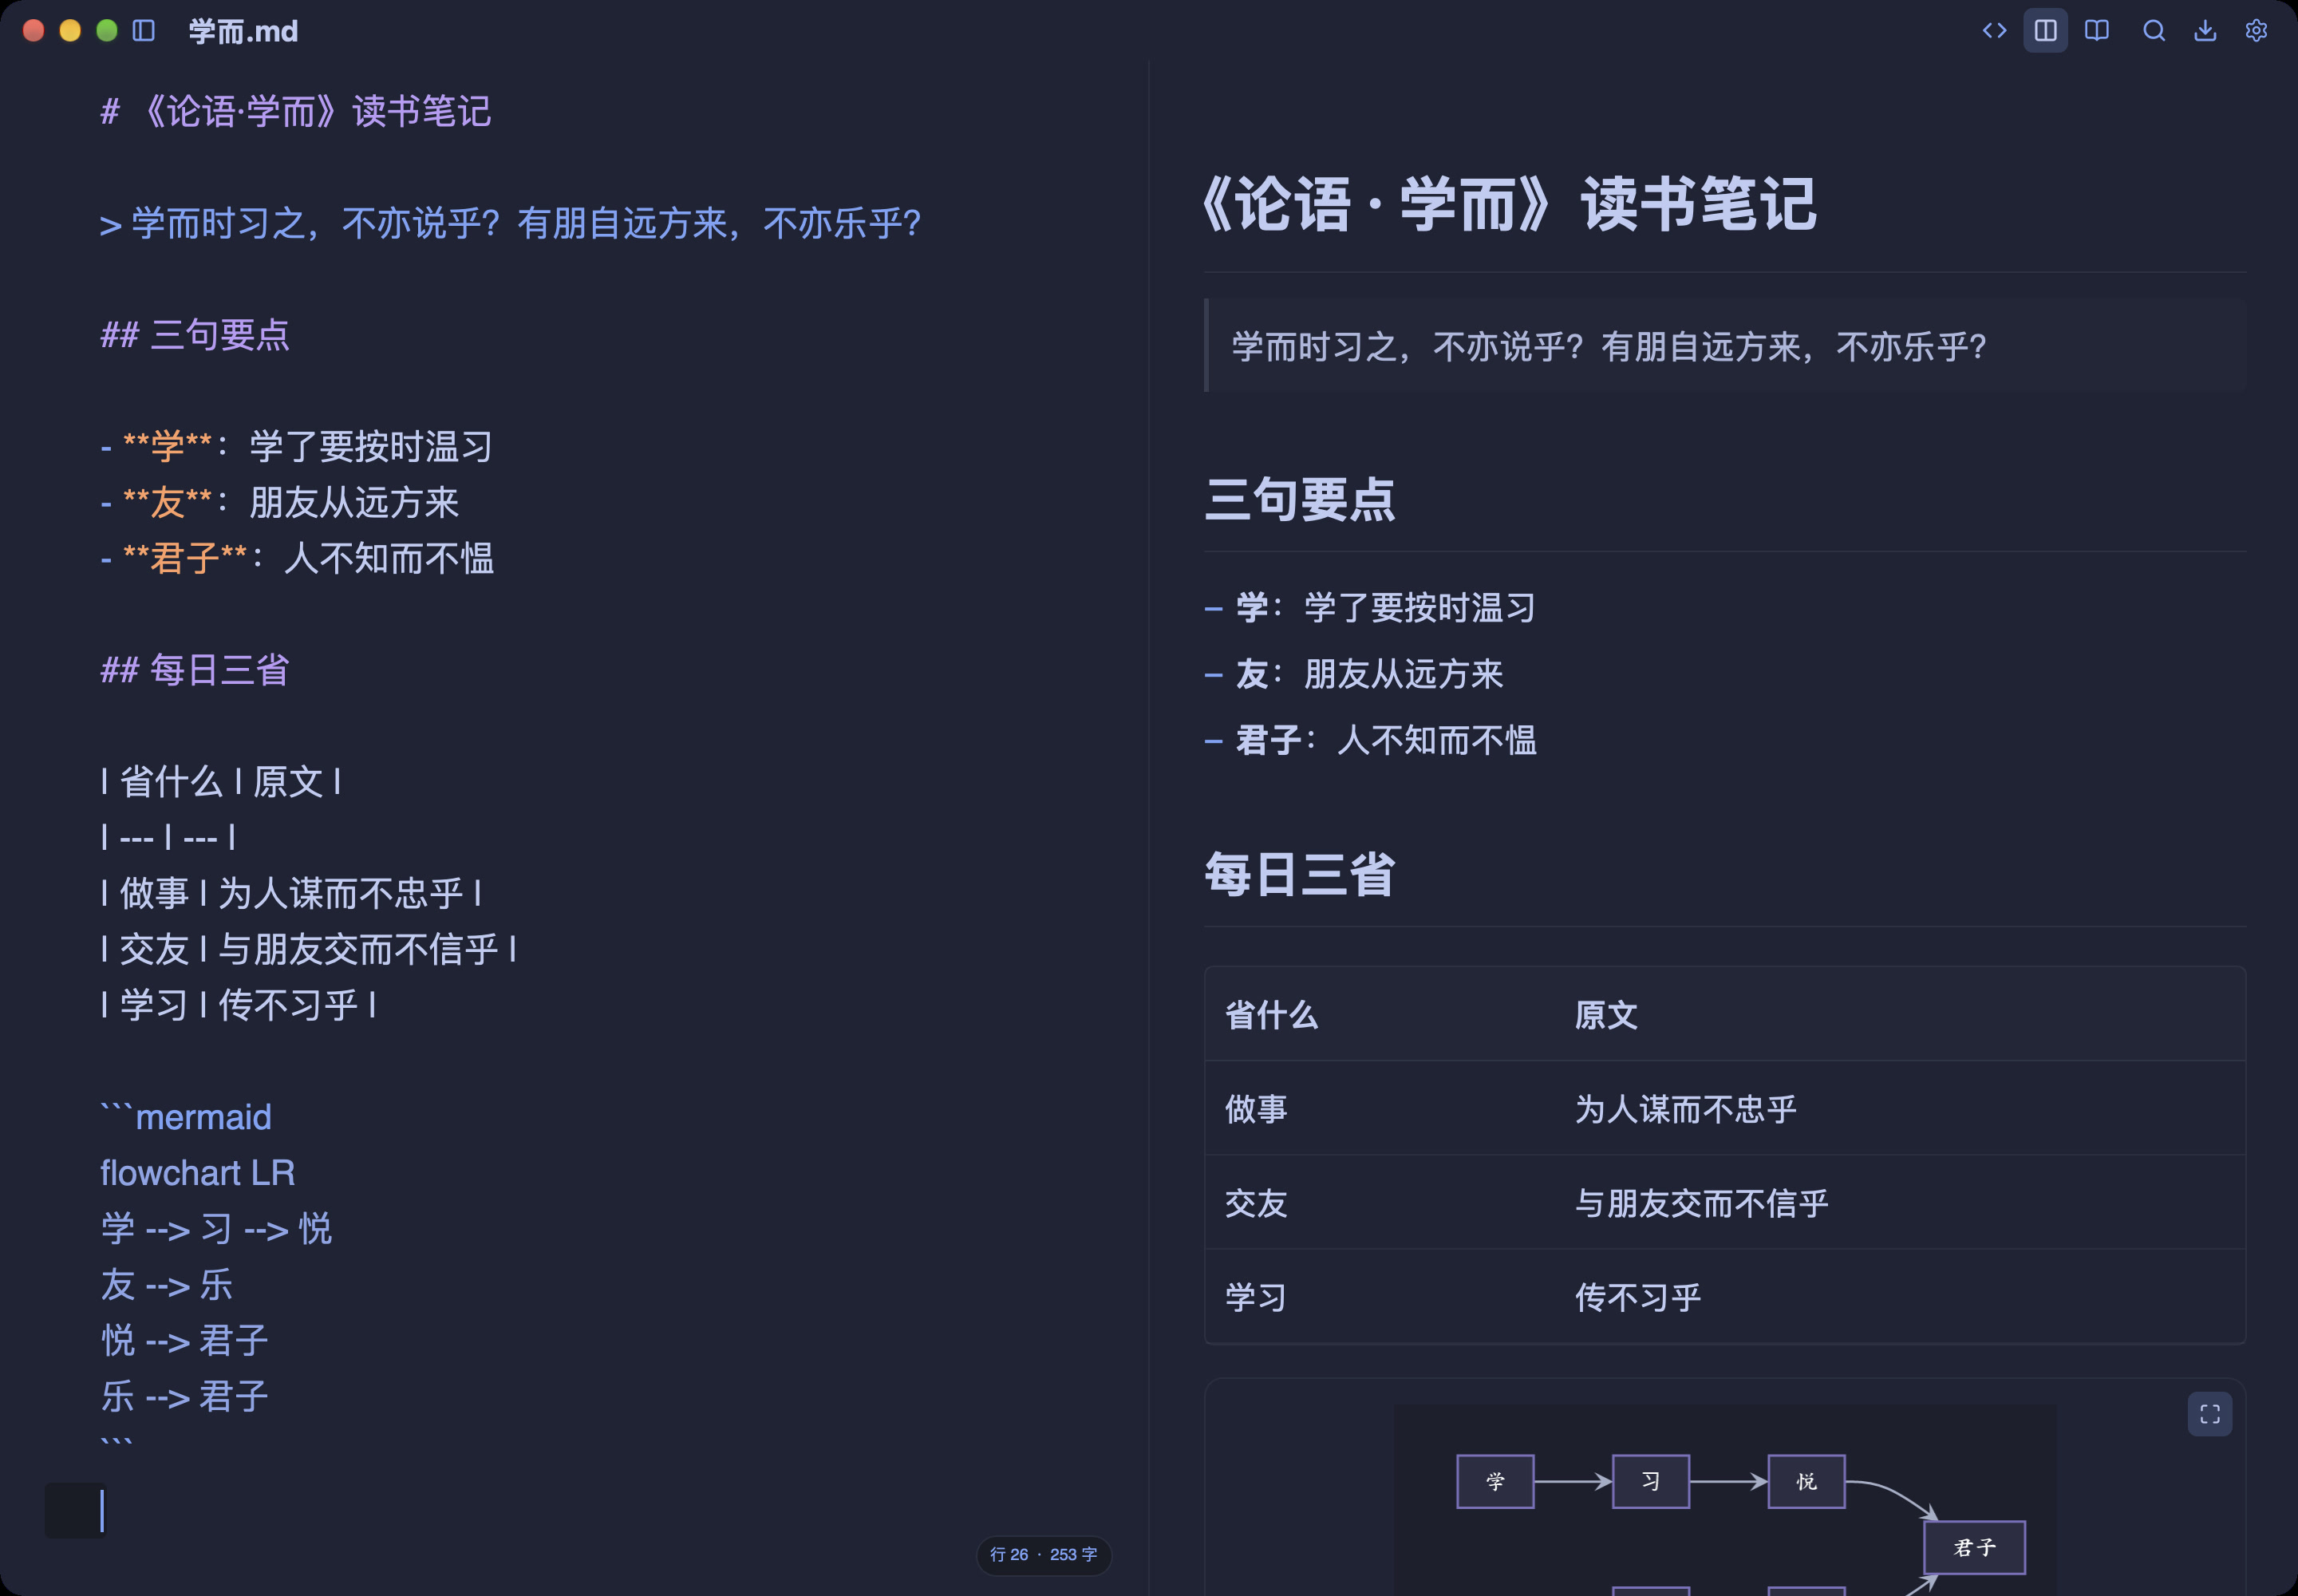 学而.md
# 《论语·学而》读书笔记
> 学而时习之，不亦说乎？有朋自远方来，不亦乐乎？
## 三句要点
- **学**：学了要按时温习
- **友**：朋友从远方来
- **君子**：人不知而不愠
## 每日三省
| 省什么 | 原文 |
| --- | --- |
| 做事 | 为人谋而不忠乎 |
| 交友 | 与朋友交而不信乎 |
| 学习 | 传不习乎 |
```mermaid
flowchart LR
学 --> 习 --> 悦
友 --> 乐
悦 --> 君子
乐 --> 君子
```
行 26 · 253 字
《论语 · 学而》读书笔记
学而时习之，不亦说乎？有朋自远方来，不亦乐乎？
三句要点
– 学：学了要按时温习
– 友：朋友从远方来
– 君子：人不知而不愠
每日三省
省什么 原文
做事 为人谋而不忠乎
交友 与朋友交而不信乎
学习 传不习乎
学 习 悦
君子